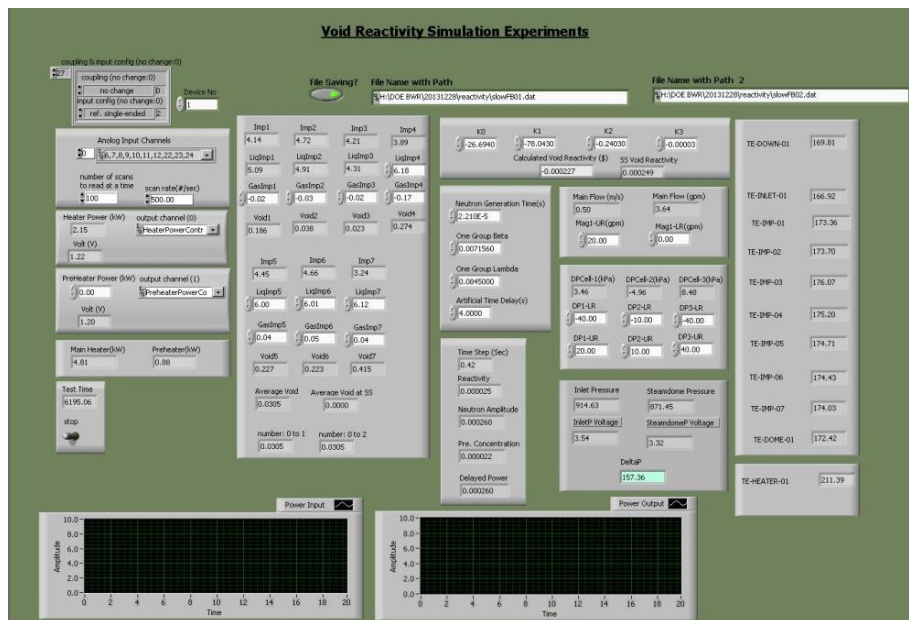 Void Reactivity Simulation Experiments
coupling & input config (no change:0)
27
coupling (no change:0)
no change 0
input config (no change:0)
ref. single-ended 2
Device No
1
File Saving?
File Name with Path
H:\DOE BWR\20131228\reactivity\slowFB01.dat
File Name with Path 2
H:\DOE BWR\20131228\reactivity\slowFB02.dat
Analog Input Channels
0 6,7,8,9,10,11,12,22,23,24
number of scans to read at a time
100
scan rate(#/sec)
500.00
Heater Power (kW) output channel (0)
2.15 HeaterPowerContr
Volt (V)
1.22
PreHeater Power (kW) output channel (1)
0.00 PreheaterPowerCo
Volt (V)
1.20
Main Heater(kW) Preheater(kW)
4.81 0.88
Test Time
6195.06
stop
Imp1 Imp2 Imp3 Imp4
4.14 4.72 4.21 3.89
LiqImp1 LiqImp2 LiqImp3 LiqImp4
5.09 4.91 4.31 6.18
GasImp1 GasImp2 GasImp3 GasImp4
-0.02 -0.03 -0.02 -0.17
Void1 Void2 Void3 Void4
0.186 0.038 0.023 0.274
Imp5 Imp6 Imp7
4.45 4.66 3.24
LiqImp5 LiqImp6 LiqImp7
6.00 6.01 6.12
GasImp5 GasImp6 GasImp7
0.04 0.05 0.04
Void5 Void6 Void7
0.227 0.223 0.415
Average Void Average Void at SS
0.0305 0.0000
number: 0 to 1 number: 0 to 2
0.0305 0.0305
K0 K1 K2 K3
-26.6940 -78.0430 -0.24030 -0.00003
Calculated Void Reactivity ($) SS Void Reactivity
-0.000227 0.000249
Neutron Generation Time(s)
2.210E-5
One Group Beta
0.0071560
One Group Lambda
0.0845000
Artificial Time Delay(s)
4.0000
Main Flow (m/s) Main Flow (gpm)
0.50 3.64
Mag1-UR(gpm) Mag1-LR(gpm)
20.00 0.00
DPCell-1(kPa) DPCell-2(kPa) DPCell-3(kPa)
3.46 -4.96 8.48
DP1-LR DP2-LR DP3-LR
-40.00 -10.00 -40.00
DP1-UR DP2-UR DP3-UR
20.00 10.00 40.00
Time Step (Sec)
0.42
Reactivity
0.000025
Neutron Amplitude
0.000260
Pre. Concentration
0.000022
Delayed Power
0.000260
Inlet Pressure Steamdome Pressure
914.63 871.45
InletP Voltage SteamdomeP Voltage
3.54 3.32
DeltaP
157.36
TE-DOWN-01 169.81
TE-INLET-01 166.92
TE-IMP-01 173.36
TE-IMP-02 173.70
TE-IMP-03 176.07
TE-IMP-04 175.20
TE-IMP-05 174.71
TE-IMP-06 174.43
TE-IMP-07 174.03
TE-DOME-01 172.42
TE-HEATER-01 211.39
Power Input
Amplitude
10.0
8.0
6.0
4.0
2.0
0.0
0 2 4 6 8 10 12 14 16 18 20
Time
Power Output
Amplitude
10.0
8.0
6.0
4.0
2.0
0.0
0 2 4 6 8 10 12 14 16 18 20
Time